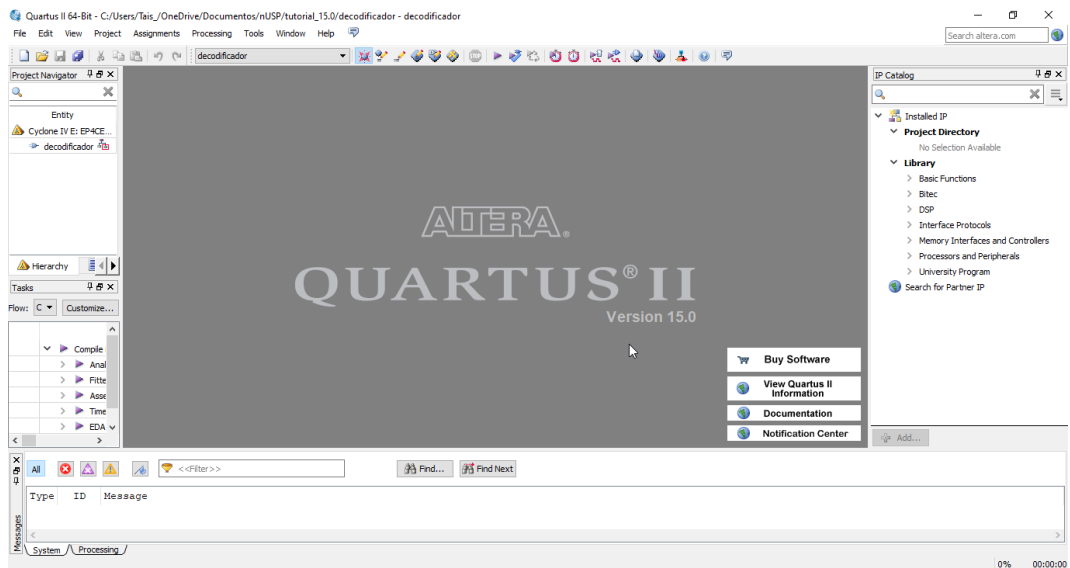 Quartus II 64-Bit - C:/Users/Tais_/OneDrive/Documentos/nUSP/tutorial_15.0/decodificador - decodificador
File Edit View Project Assignments Processing Tools Window Help
Search altera.com
decodificador
Project Navigator
Entity
Cyclone IV E: EP4CE...
decodificador
Hierarchy
Tasks
Flow: C Customize...
Compile
Anal
Fitte
Asse
Time
EDA
ALTERA®
QUARTUS® II
Version 15.0
Buy Software
View Quartus II
Information
Documentation
Notification Center
IP Catalog
Installed IP
Project Directory
No Selection Available
Library
Basic Functions
Bitec
DSP
Interface Protocols
Memory Interfaces and Controllers
Processors and Peripherals
University Program
Search for Partner IP
Add...
All <<Filter>> Find... Find Next
Type ID Message
Messages
System Processing
0% 00:00:00